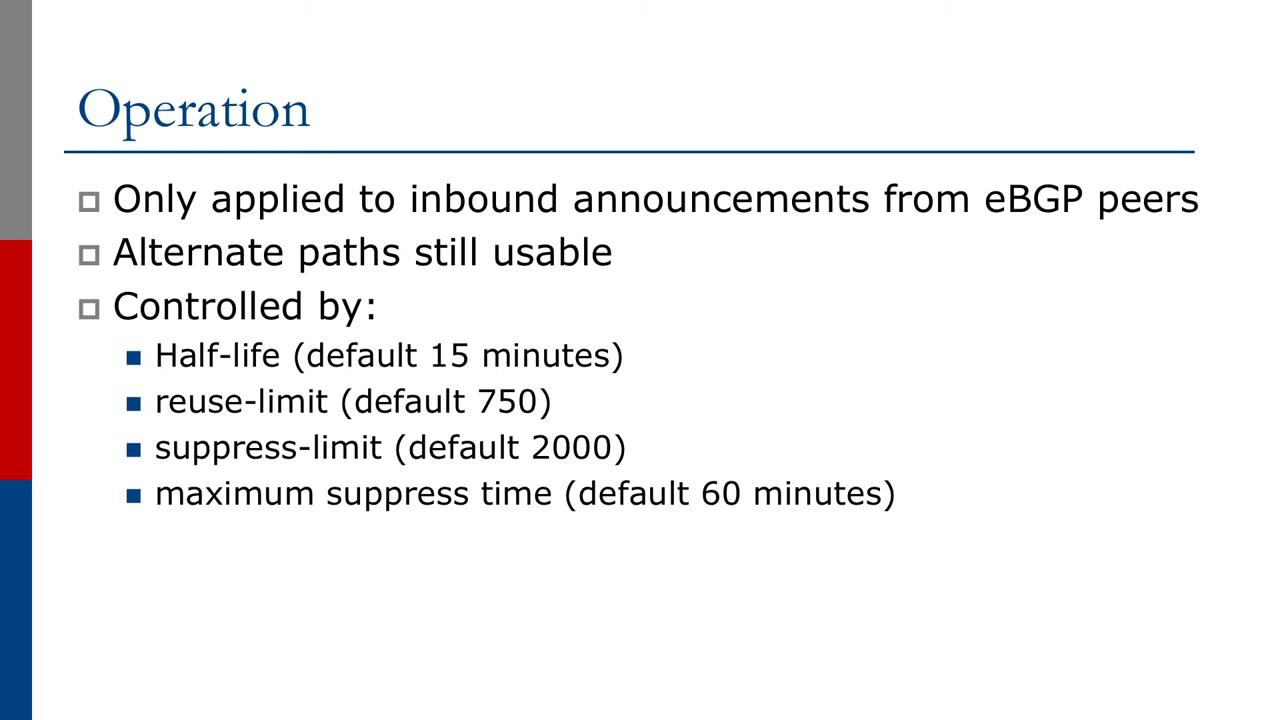 Operation
Only applied to inbound announcements from eBGP peers
Alternate paths still usable
Controlled by:
Half-life (default 15 minutes)
reuse-limit (default 750)
suppress-limit (default 2000)
maximum suppress time (default 60 minutes)